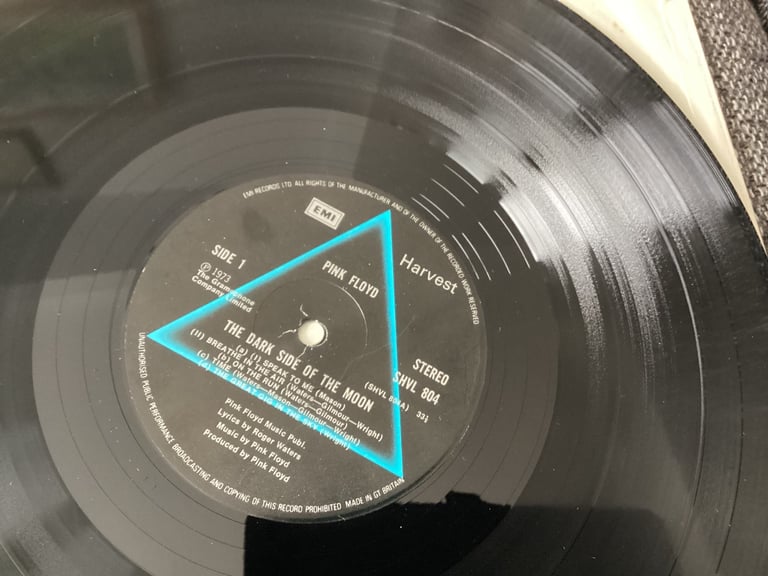 EMI RECORDS LTD ALL RIGHTS OF THE MANUFACTURER AND OF THE OWNER OF THE RECORDED WORK RESERVED
EMI
Harvest
SIDE 1
PINK FLOYD
℗ 1973
The Gramophone
Company Limited
STEREO
SHVL 804
(SHVL 804A) 33⅓
THE DARK SIDE OF THE MOON
(a) (I) SPEAK TO ME (Mason)
(II) BREATHE IN THE AIR (Waters—Gilmour—Wright)
(b) ON THE RUN (Waters—Gilmour)
(c) TIME (Waters—Mason—Gilmour—Wright)
(d) THE GREAT GIG IN THE SKY (Wright)
Pink Floyd Music Publ.
Lyrics by Roger Waters
Music by Pink Floyd
Produced by Pink Floyd
UNAUTHORISED PUBLIC PERFORMANCE BROADCASTING AND COPYING OF THIS RECORD PROHIBITED MADE IN GT BRITAIN